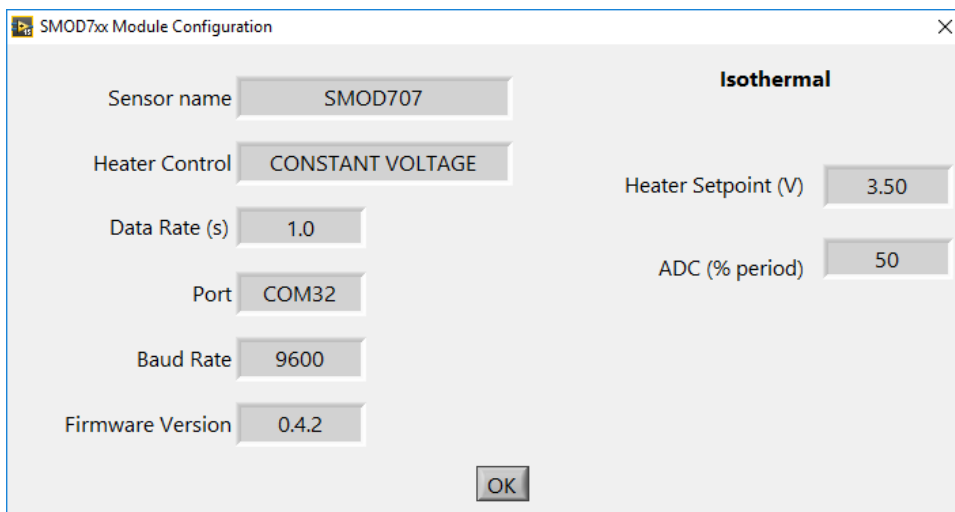 SMOD7xx Module Configuration
Isothermal
Sensor name SMOD707
Heater Control CONSTANT VOLTAGE
Heater Setpoint (V) 3.50
Data Rate (s) 1.0
ADC (% period) 50
Port COM32
Baud Rate 9600
Firmware Version 0.4.2
OK